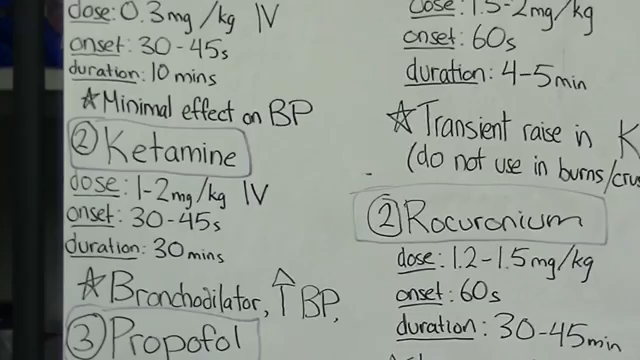 dose: 0.3mg/kg IV
onset: 30-45s
duration: 10 mins
☆Minimal effect on BP
② Ketamine
dose: 1-2mg/kg IV
onset: 30-45s
duration: 30 mins
☆Bronchodilator, ↑BP,
③ Propofol
dose: 1.5-2mg/kg
onset: 60s
duration: 4-5min
☆Transient raise in K
(do not use in burns/crus
② Rocuronium
dose: 1.2-1.5mg/kg
onset: 60s
duration: 30-45min